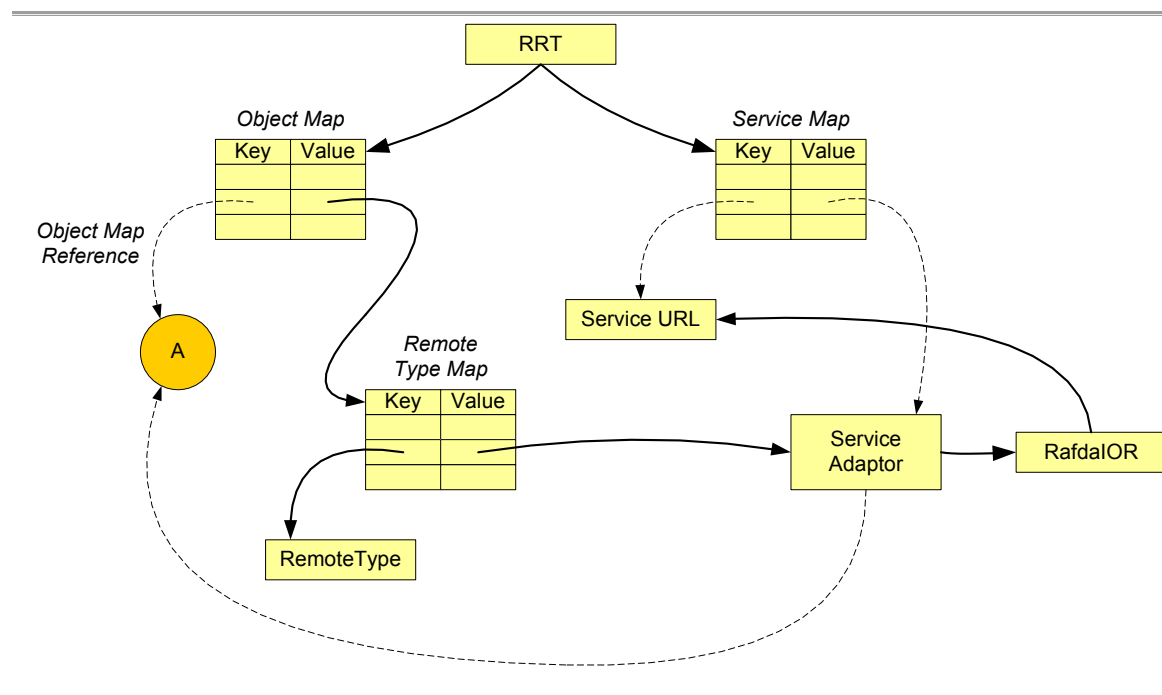 RRT
Object Map
Service Map
Key Value
Key Value
Object Map
Reference
Service URL
A
Remote
Type Map
Key Value
Service
Adaptor
RafdaIOR
RemoteType